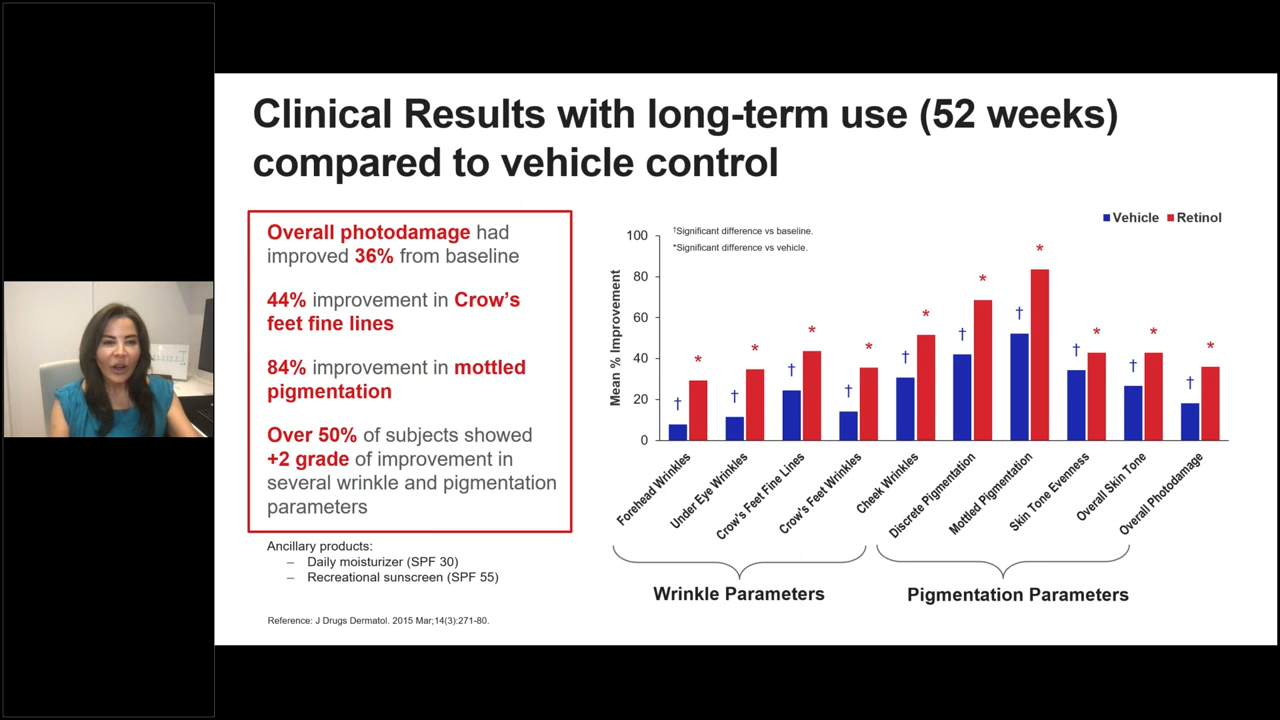 Clinical Results with long-term use (52 weeks)
compared to vehicle control
Overall photodamage had
improved 36% from baseline
44% improvement in Crow's
feet fine lines
84% improvement in mottled
pigmentation
Over 50% of subjects showed
+2 grade of improvement in
several wrinkle and pigmentation
parameters
Ancillary products:
– Daily moisturizer (SPF 30)
– Recreational sunscreen (SPF 55)
Reference: J Drugs Dermatol. 2015 Mar;14(3):271-80.
Vehicle Retinol
†Significant difference vs baseline.
*Significant difference vs vehicle.
Mean % Improvement
100
80
60
40
20
0
† * † * † * † * † * † * † * † * † * † *
Forehead Wrinkles
Under Eye Wrinkles
Crow's Feet Fine Lines
Crow's Feet Wrinkles
Cheek Wrinkles
Discrete Pigmentation
Mottled Pigmentation
Skin Tone Evenness
Overall Skin Tone
Overall Photodamage
Wrinkle Parameters
Pigmentation Parameters